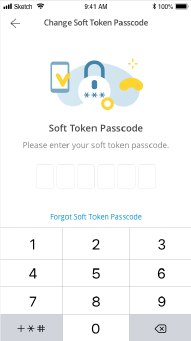 Sketch 9:41 AM 100%
Change Soft Token Passcode
***
Soft Token Passcode
Please enter your soft token passcode.
Forgot Soft Token Passcode
1 2 3
4 5 6
7 8 9
+*# 0